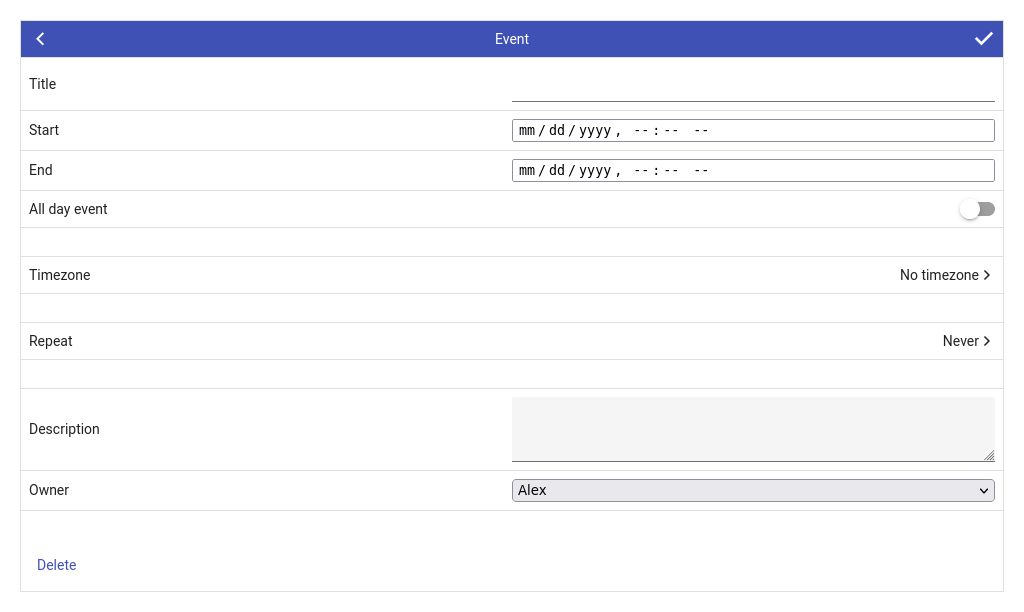 Event
Title
Start mm/dd/yyyy, --:-- --
End mm/dd/yyyy, --:-- --
All day event
Timezone No timezone
Repeat Never
Description
Owner Alex
Delete